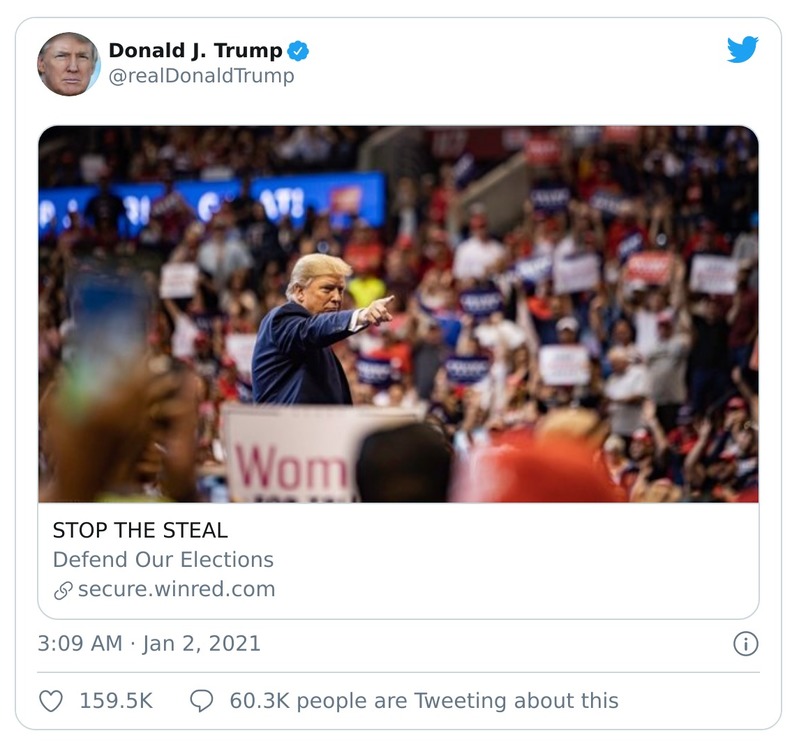 Donald J. Trump
@realDonaldTrump
Wom
STOP THE STEAL
Defend Our Elections
secure.winred.com
3:09 AM · Jan 2, 2021
159.5K 60.3K people are Tweeting about this